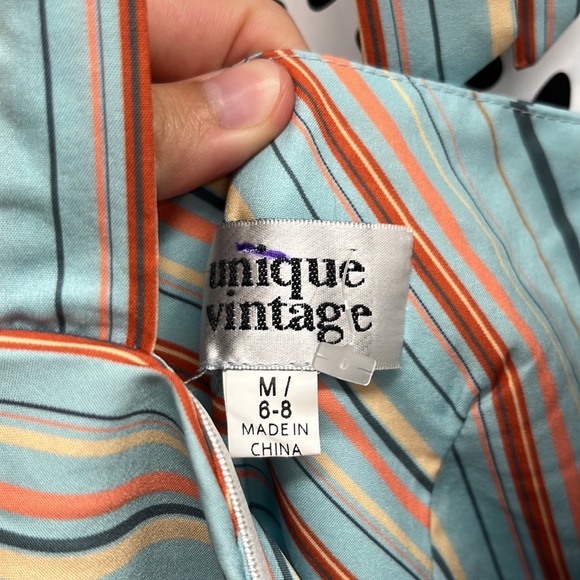 unique
vintage
M/
6-8
MADE IN
CHINA